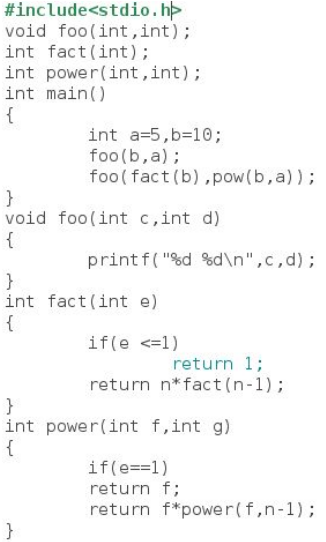 #include<stdio.h>
void foo(int,int);
int fact(int);
int power(int,int);
int main()
{
        int a=5,b=10;
        foo(b,a);
        foo(fact(b),pow(b,a));
}
void foo(int c,int d)
{
        printf("%d %d\n",c,d);
}
int fact(int e)
{
        if(e <=1)
                return 1;
        return n*fact(n-1);
}
int power(int f,int g)
{
        if(e==1)
        return f;
        return f*power(f,n-1);
}